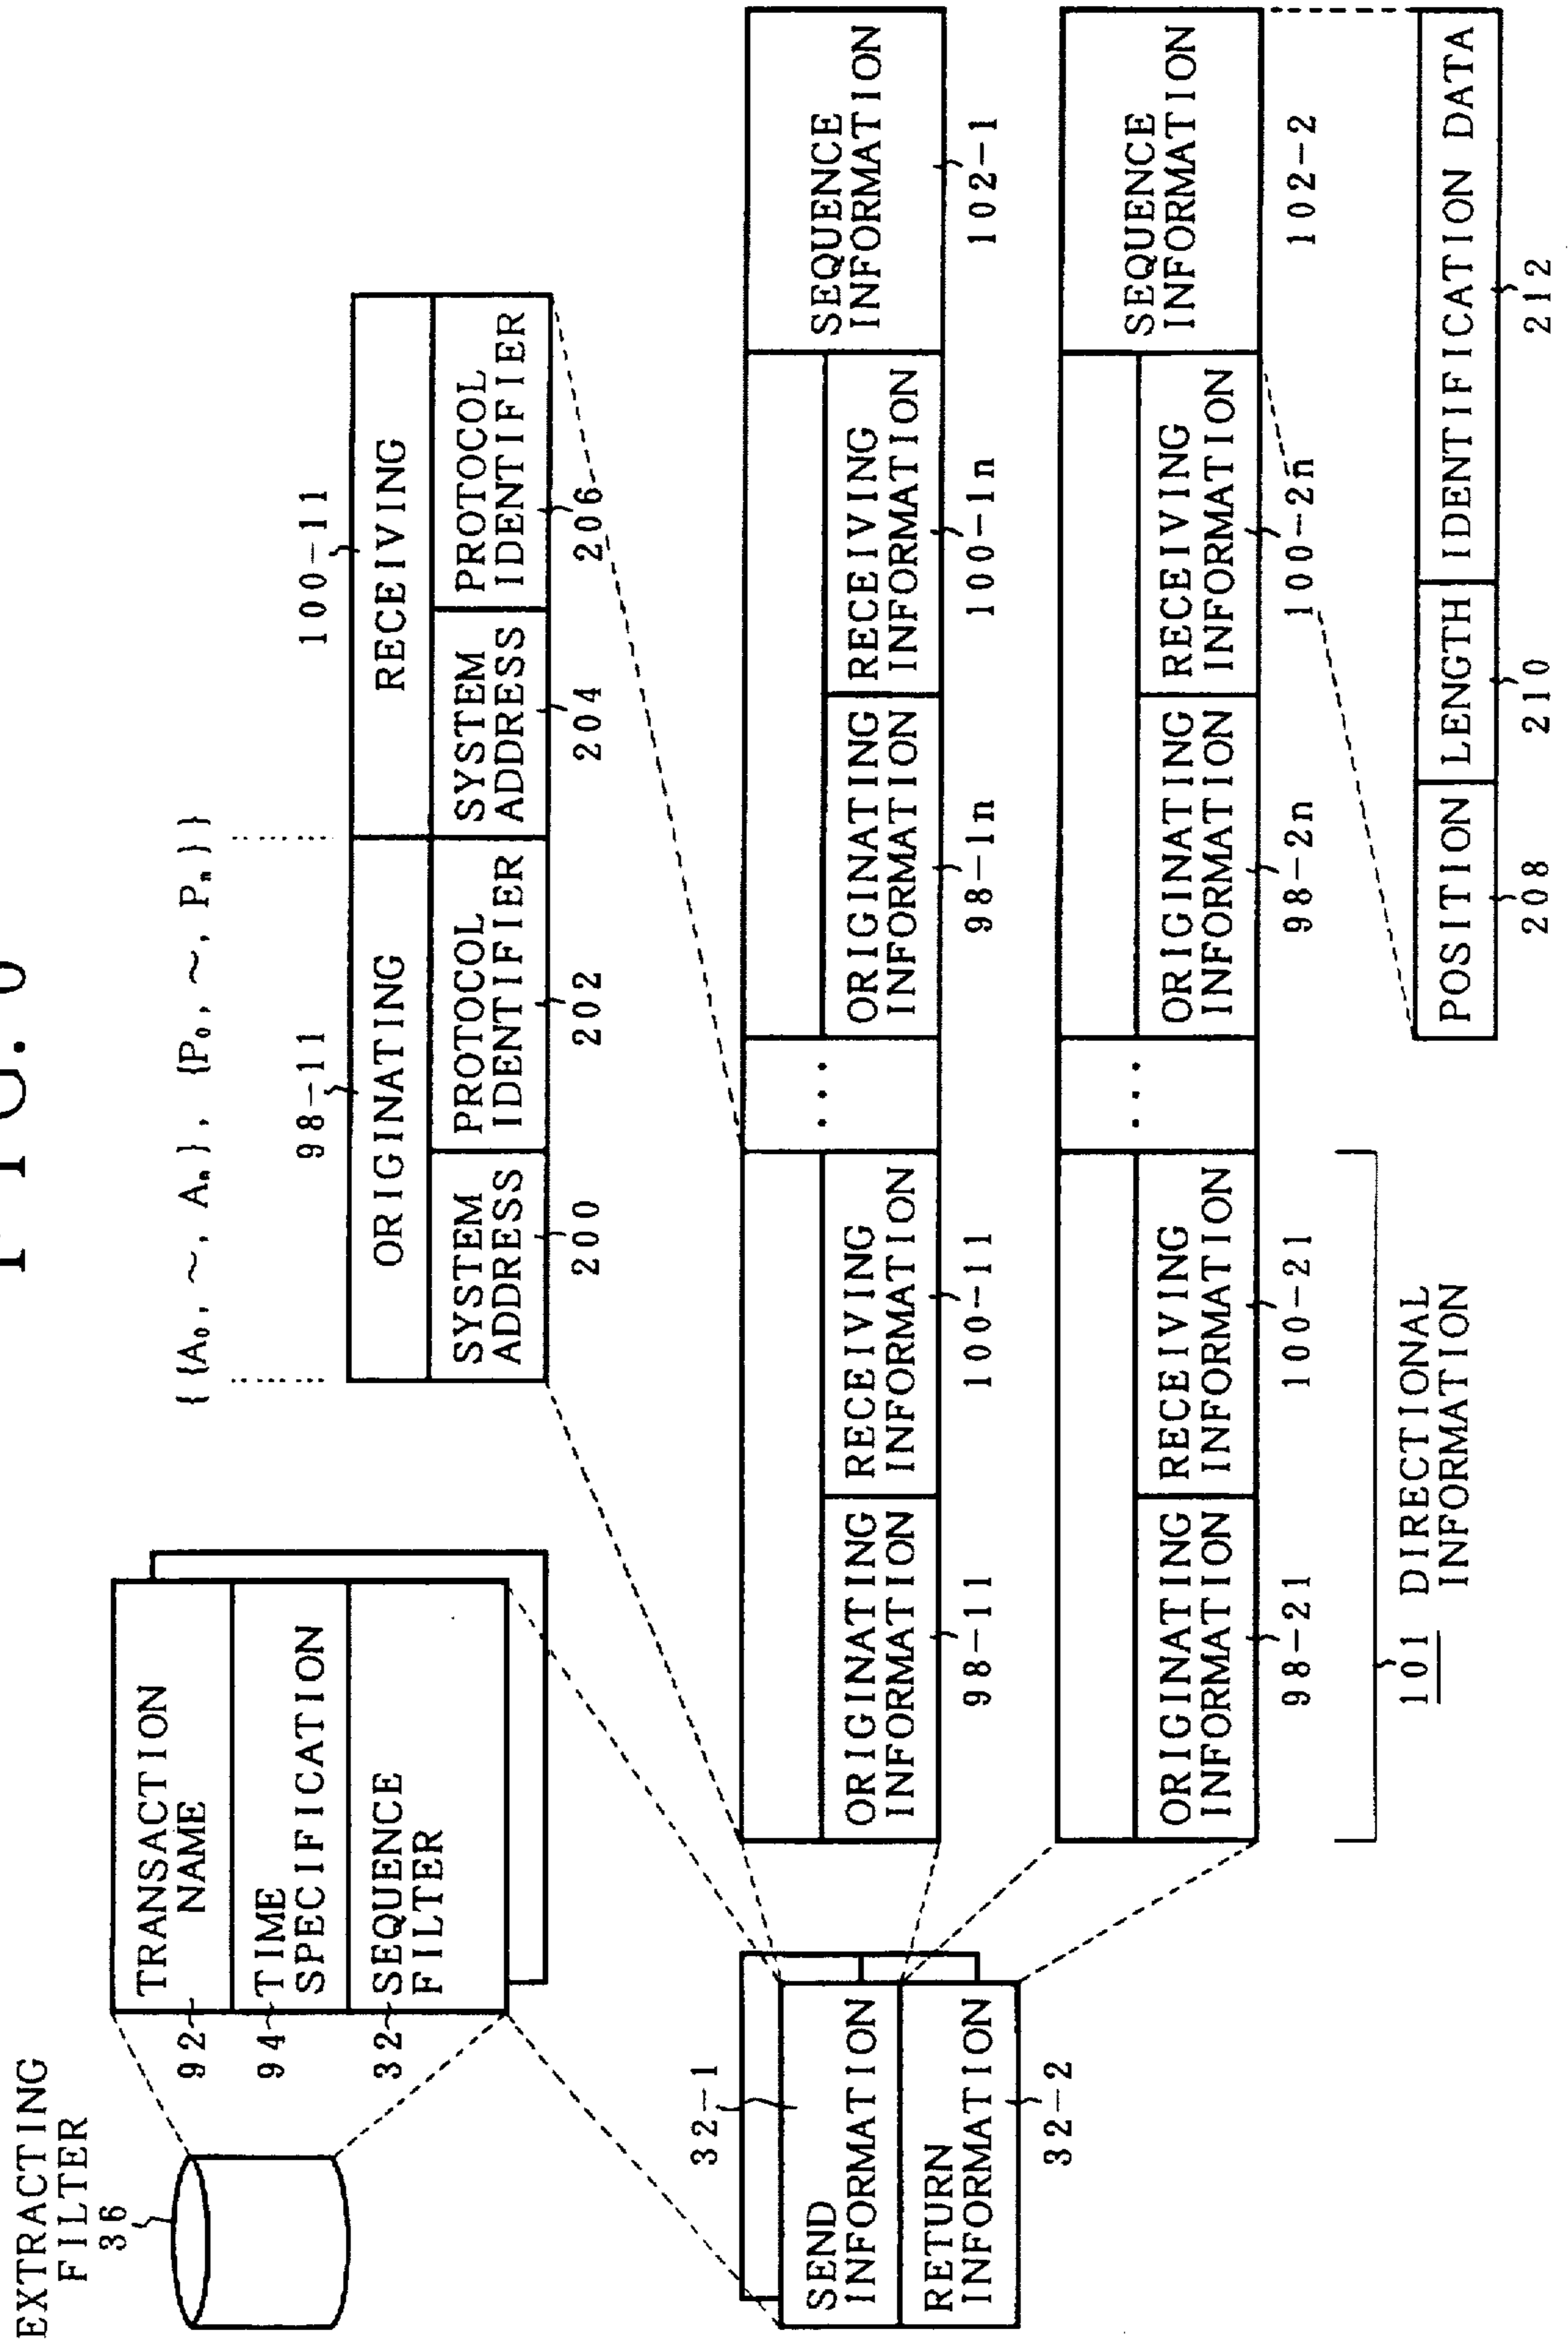 FIG. 6
EXTRACTING
FILTER
36
TRANSACTION
NAME
92
TIME
SPECIFICATION
94
SEQUENCE
FILTER
32
{ {A₀, ~, Aₙ}, {P₀, ~, Pₙ} }
98-11
100-11
ORIGINATING
RECEIVING
SYSTEM
ADDRESS
PROTOCOL
IDENTIFIER
SYSTEM
ADDRESS
PROTOCOL
IDENTIFIER
200
202
204
206
32-1
SEND
INFORMATION
RETURN
INFORMATION
32-2
ORIGINATING
INFORMATION
RECEIVING
INFORMATION
...
ORIGINATING
INFORMATION
RECEIVING
INFORMATION
SEQUENCE
INFORMATION
98-11
100-11
98-1n
100-1n
102-1
ORIGINATING
INFORMATION
RECEIVING
INFORMATION
...
ORIGINATING
INFORMATION
RECEIVING
INFORMATION
SEQUENCE
INFORMATION
98-21
100-21
98-2n
100-2n
102-2
101 DIRECTIONAL
INFORMATION
POSITION
LENGTH
IDENTIFICATION DATA
208
210
212